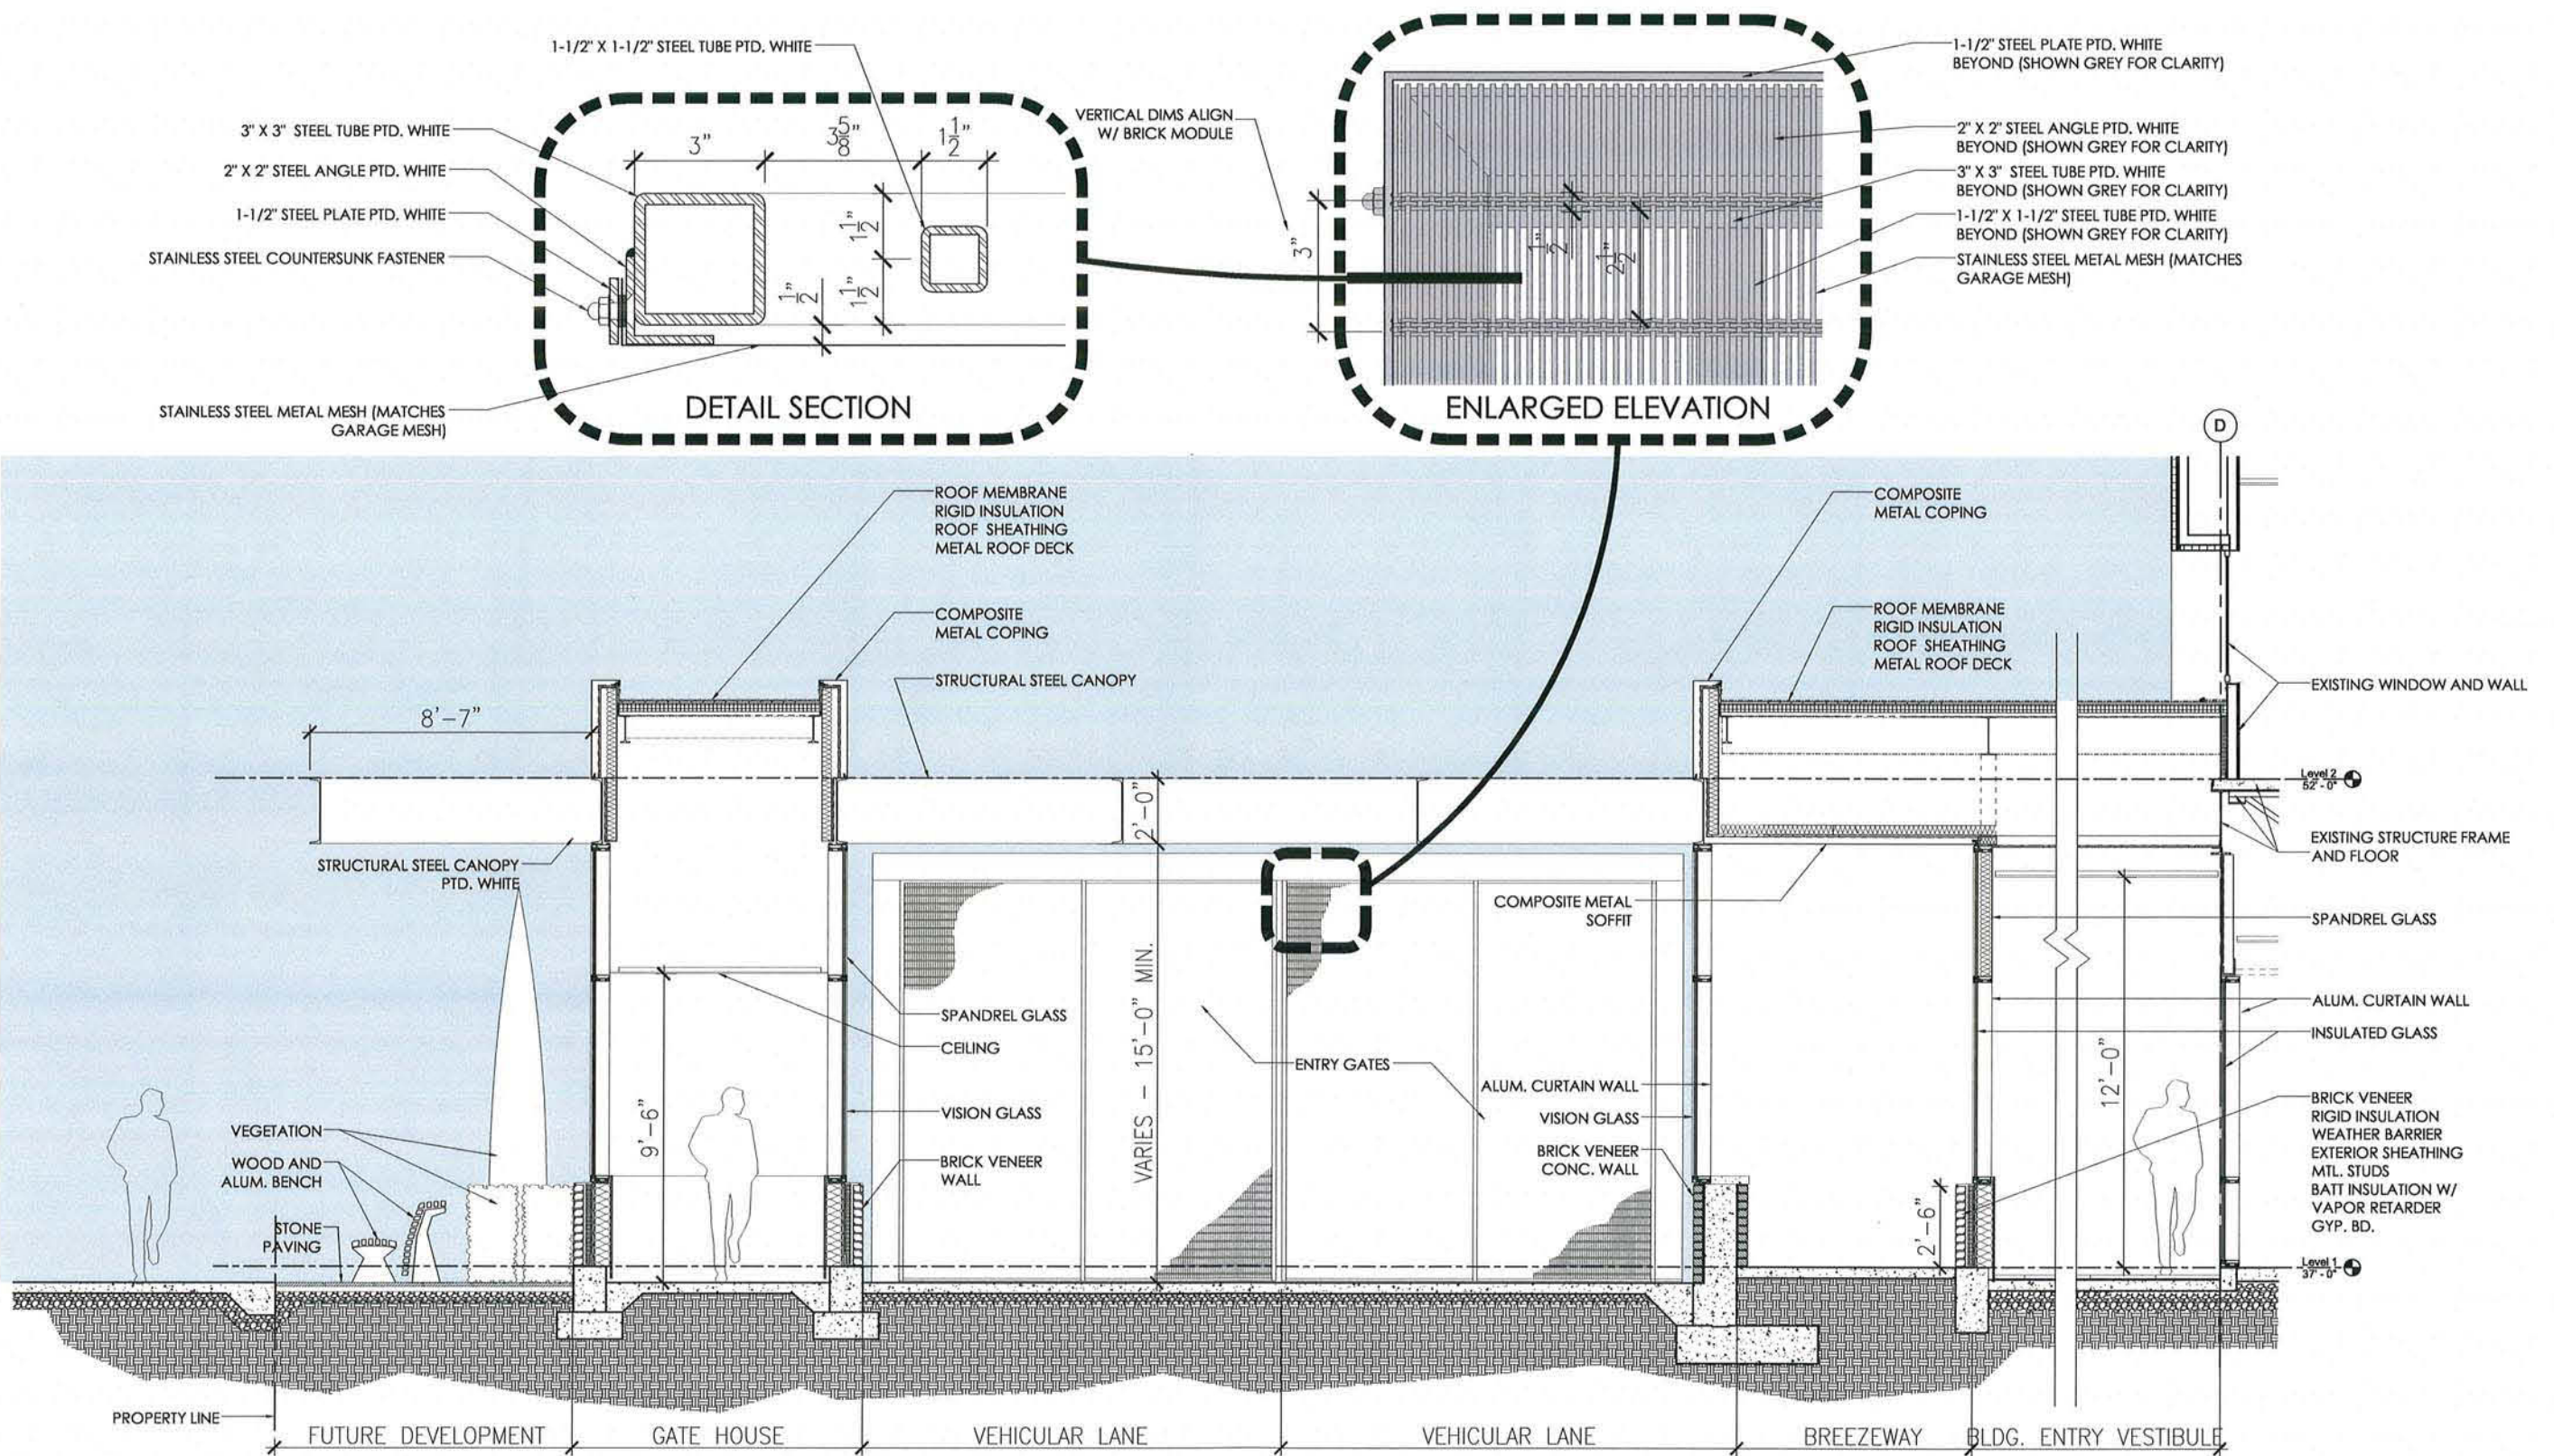 1-1/2" X 1-1/2" STEEL TUBE PTD. WHITE
3" X 3" STEEL TUBE PTD. WHITE
2" X 2" STEEL ANGLE PTD. WHITE
1-1/2" STEEL PLATE PTD. WHITE
STAINLESS STEEL COUNTERSUNK FASTENER
STAINLESS STEEL METAL MESH (MATCHES
GARAGE MESH)
3"
3 5/8"
1 1/2"
1 1/2"
1 1/2"
1/2"
DETAIL SECTION
VERTICAL DIMS ALIGN
W/ BRICK MODULE
3"
1/2"
2 1/2"
ENLARGED ELEVATION
1-1/2" STEEL PLATE PTD. WHITE
BEYOND (SHOWN GREY FOR CLARITY)
2" X 2" STEEL ANGLE PTD. WHITE
BEYOND (SHOWN GREY FOR CLARITY)
3" X 3" STEEL TUBE PTD. WHITE
BEYOND (SHOWN GREY FOR CLARITY)
1-1/2" X 1-1/2" STEEL TUBE PTD. WHITE
BEYOND (SHOWN GREY FOR CLARITY)
STAINLESS STEEL METAL MESH (MATCHES
GARAGE MESH)
D
ROOF MEMBRANE
RIGID INSULATION
ROOF SHEATHING
METAL ROOF DECK
COMPOSITE
METAL COPING
STRUCTURAL STEEL CANOPY
8'-7"
STRUCTURAL STEEL CANOPY
PTD. WHITE
2'-0"
COMPOSITE
METAL COPING
ROOF MEMBRANE
RIGID INSULATION
ROOF SHEATHING
METAL ROOF DECK
EXISTING WINDOW AND WALL
Level 2
52' - 0"
EXISTING STRUCTURE FRAME
AND FLOOR
COMPOSITE METAL
SOFFIT
SPANDREL GLASS
ALUM. CURTAIN WALL
INSULATED GLASS
SPANDREL GLASS
CEILING
VISION GLASS
BRICK VENEER
WALL
9'-6"
VARIES - 15'-0" MIN.
ENTRY GATES
ALUM. CURTAIN WALL
VISION GLASS
BRICK VENEER
CONC. WALL
12'-0"
2'-6"
BRICK VENEER
RIGID INSULATION
WEATHER BARRIER
EXTERIOR SHEATHING
MTL. STUDS
BATT INSULATION W/
VAPOR RETARDER
GYP. BD.
VEGETATION
WOOD AND
ALUM. BENCH
STONE
PAVING
Level 1
37' - 0"
PROPERTY LINE
FUTURE DEVELOPMENT
GATE HOUSE
VEHICULAR LANE
VEHICULAR LANE
BREEZEWAY
BLDG. ENTRY VESTIBULE